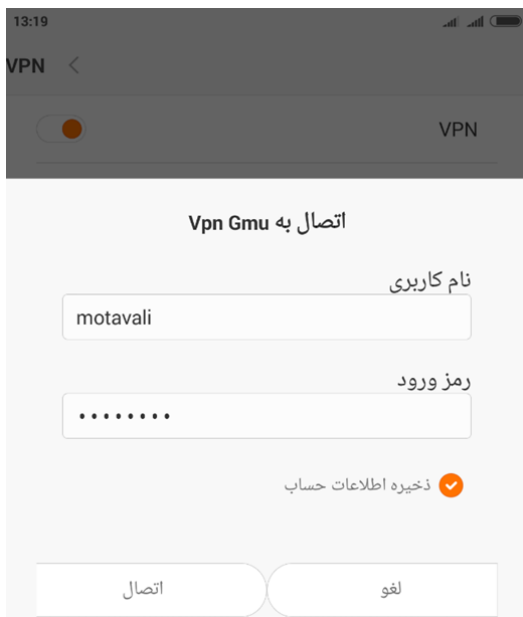 13:19
VPN
VPN
اتصال به Vpn Gmu
نام کاربری
motavali
رمز ورود
••••••••
ذخیره اطلاعات حساب
لغو
اتصال